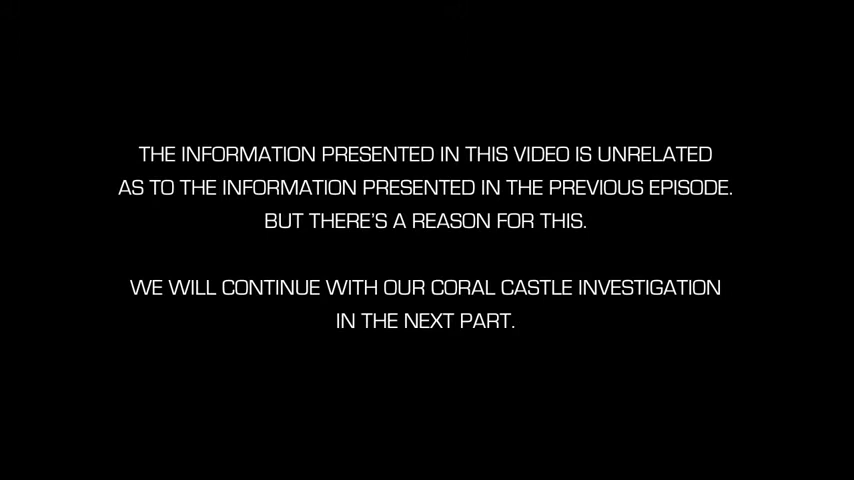 THE INFORMATION PRESENTED IN THIS VIDEO IS UNRELATED
AS TO THE INFORMATION PRESENTED IN THE PREVIOUS EPISODE.
BUT THERE'S A REASON FOR THIS.
WE WILL CONTINUE WITH OUR CORAL CASTLE INVESTIGATION
IN THE NEXT PART.